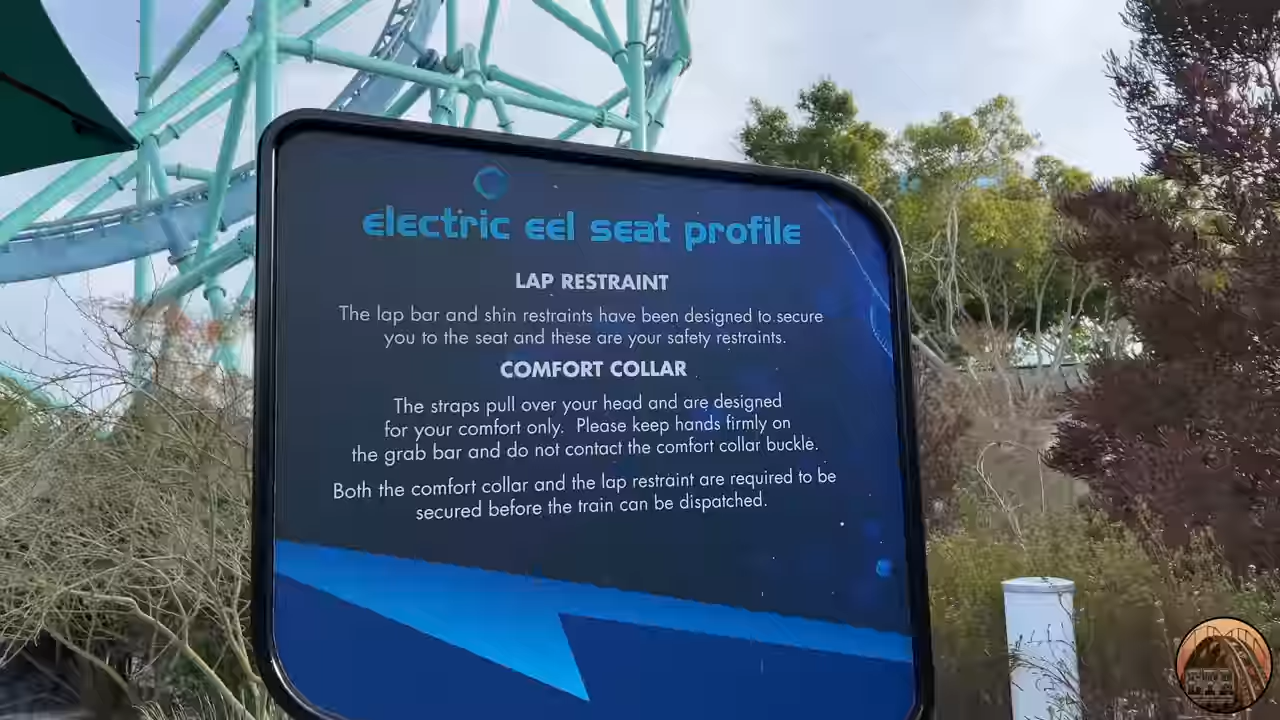 electric eel seat profile
LAP RESTRAINT
The lap bar and shin restraints have been designed to secure
you to the seat and these are your safety restraints.
COMFORT COLLAR
The straps pull over your head and are designed
for your comfort only. Please keep hands firmly on
the grab bar and do not contact the comfort collar buckle.
Both the comfort collar and the lap restraint are required to be
secured before the train can be dispatched.